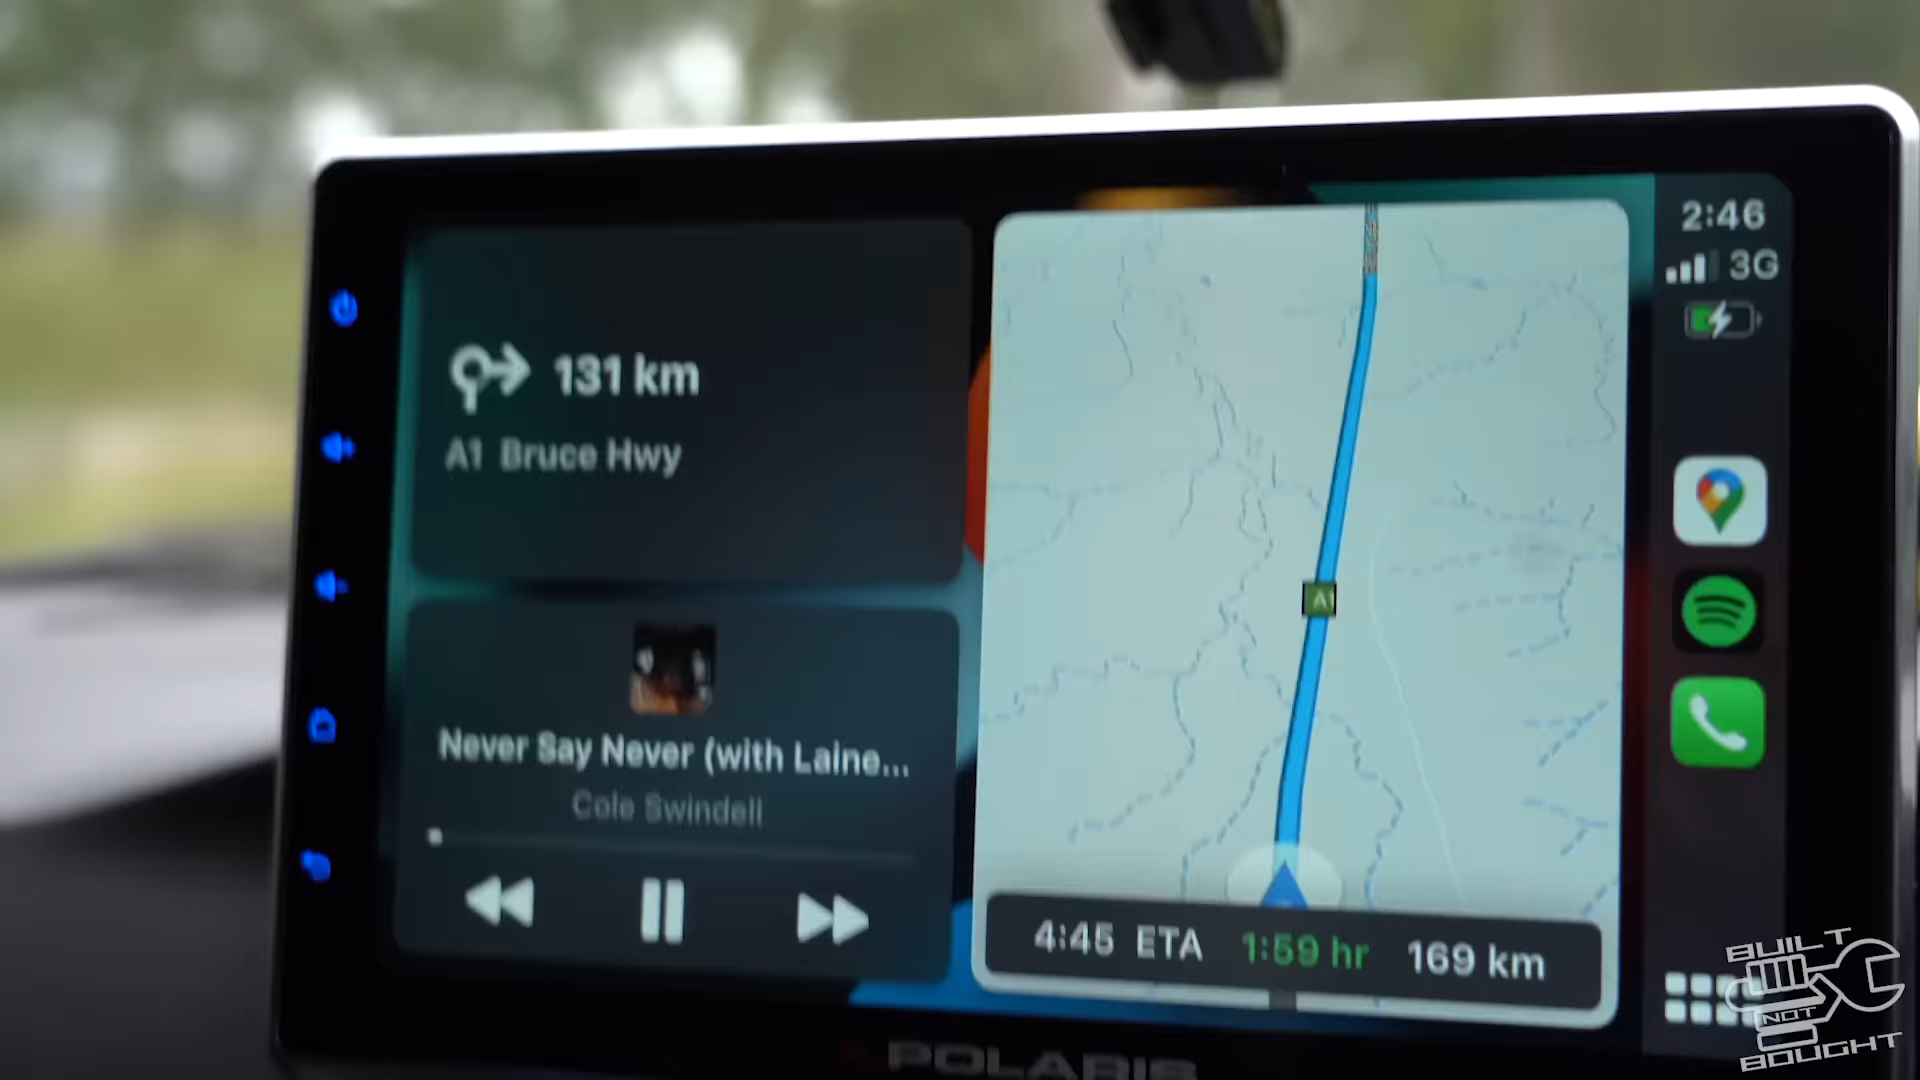 131 km
A1 Bruce Hwy
Never Say Never (with Laine...
Cole Swindell
A1
4:45 ETA 1:59 hr 169 km
2:46
3G
POLARIS
BUILT
NOT
BOUGHT